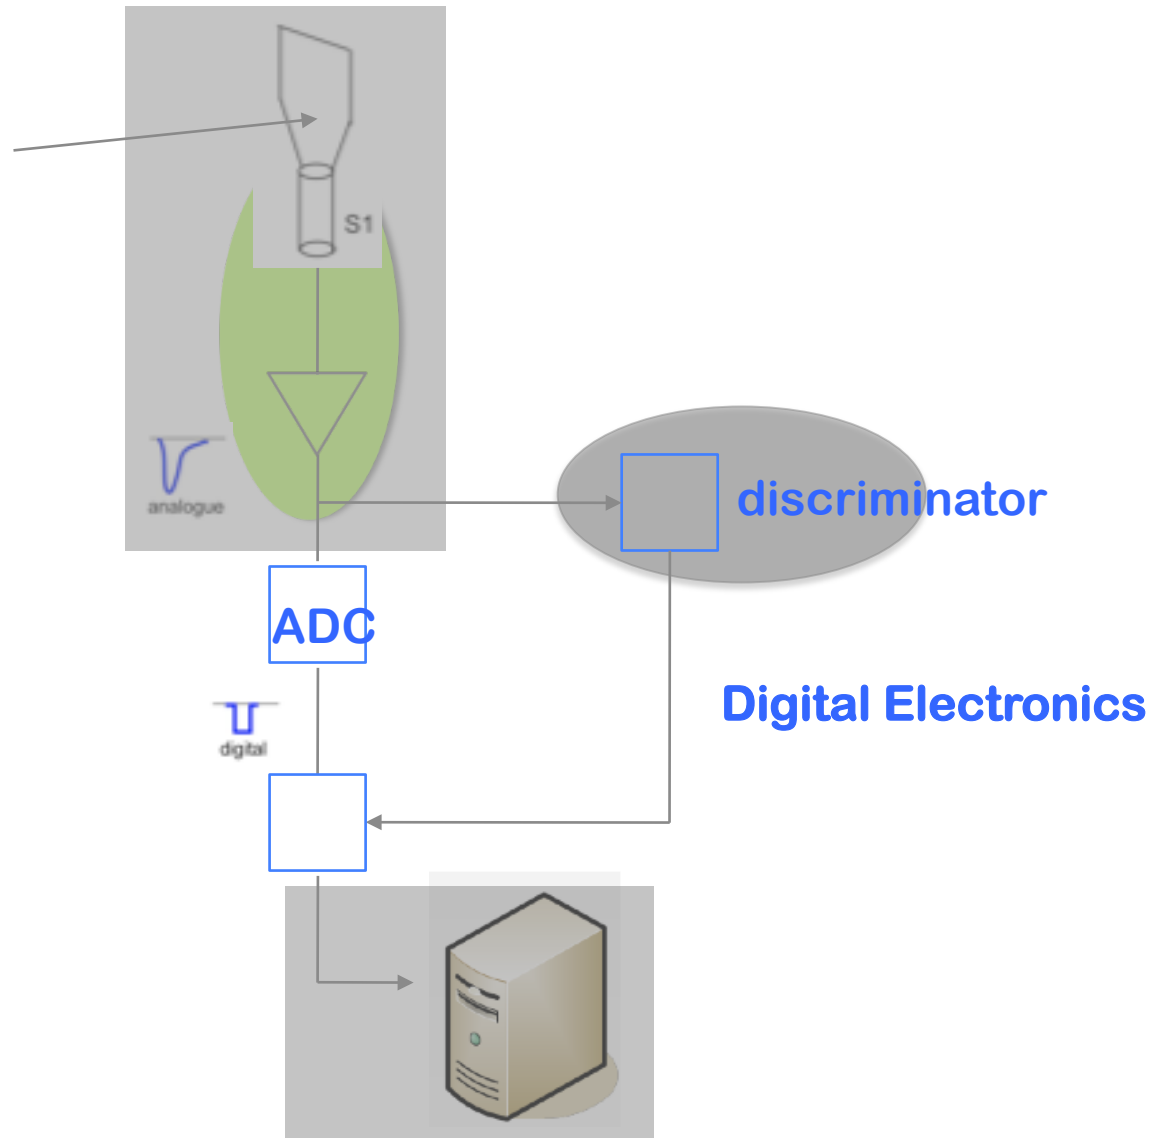 S1
analogue
discriminator
ADC
Digital Electronics
digital